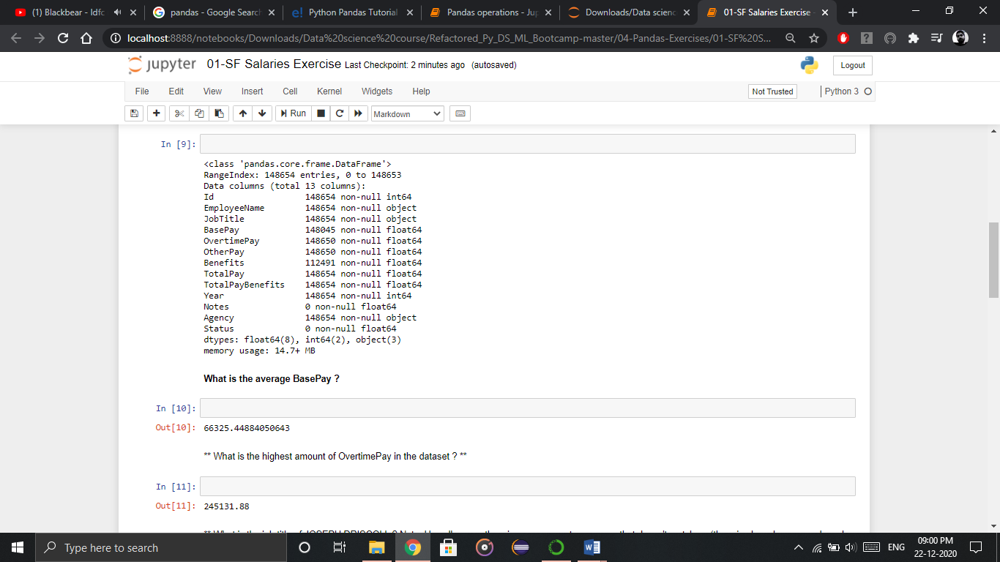 (1) Blackbear - Idfc
pandas - Google Search
Python Pandas Tutorial
Pandas operations - Jup
Downloads/Data scienc
01-SF Salaries Exercise -
localhost:8888/notebooks/Downloads/Data%20science%20course/Refactored_Py_DS_ML_Bootcamp-master/04-Pandas-Exercises/01-SF%20S...
jupyter 01-SF Salaries Exercise Last Checkpoint: 2 minutes ago (autosaved)
Logout
File Edit View Insert Cell Kernel Widgets Help
Not Trusted
Python 3
Run
Markdown
In [9]:
<class 'pandas.core.frame.DataFrame'>
RangeIndex: 148654 entries, 0 to 148653
Data columns (total 13 columns):
Id 148654 non-null int64
EmployeeName 148654 non-null object
JobTitle 148654 non-null object
BasePay 148045 non-null float64
OvertimePay 148650 non-null float64
OtherPay 148650 non-null float64
Benefits 112491 non-null float64
TotalPay 148654 non-null float64
TotalPayBenefits 148654 non-null float64
Year 148654 non-null int64
Notes 0 non-null float64
Agency 148654 non-null object
Status 0 non-null float64
dtypes: float64(8), int64(2), object(3)
memory usage: 14.7+ MB
What is the average BasePay ?
In [10]:
Out[10]: 66325.44884050643
** What is the highest amount of OvertimePay in the dataset ? **
In [11]:
Out[11]: 245131.88
Type here to search
ENG
09:00 PM
22-12-2020